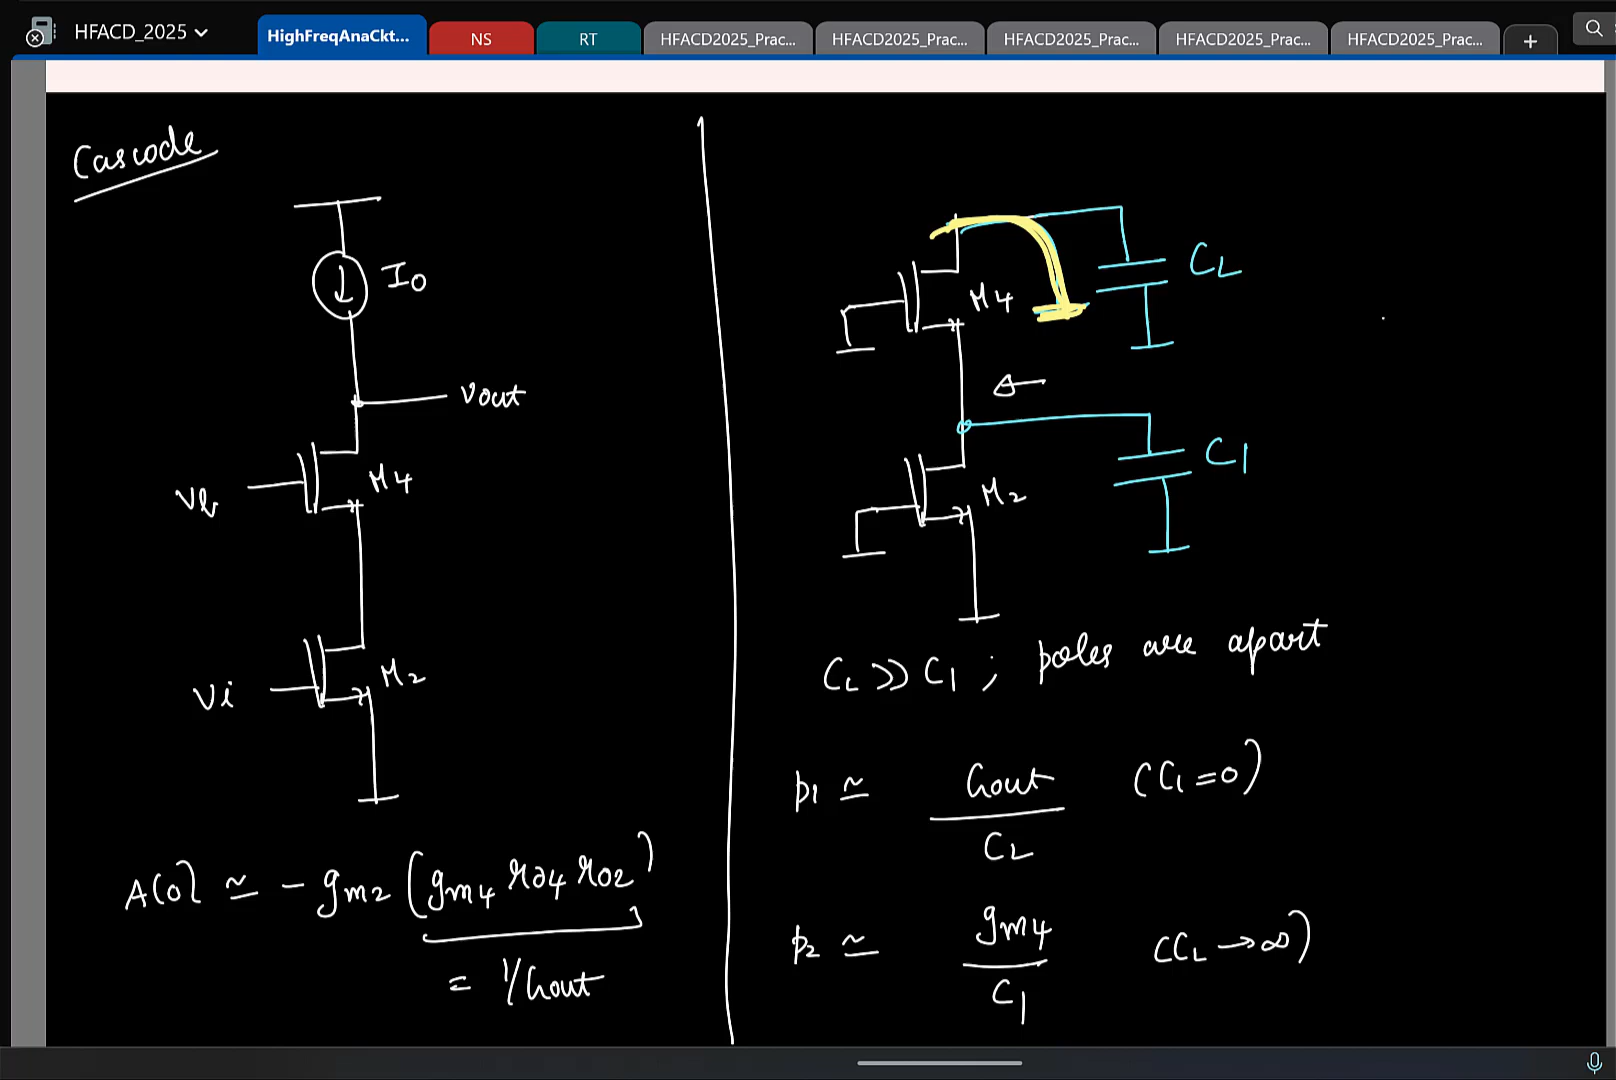 HFACD_2025
HighFreqAnaCkt...
NS
RT
HFACD2025_Prac...
HFACD2025_Prac...
HFACD2025_Prac...
HFACD2025_Prac...
HFACD2025_Prac...
+
Cascode
I0
Vout
Vb
M4
Vi
M2
A(0) ≃ - gm2 (gm4 ro4 ro2)
= 1/Gout
CL
M4
C1
M2
CL >> C1 ; poles are apart
p1 ≃ Gout / CL (C1=0)
p2 ≃ gm4 / C1 (CL → ∞)